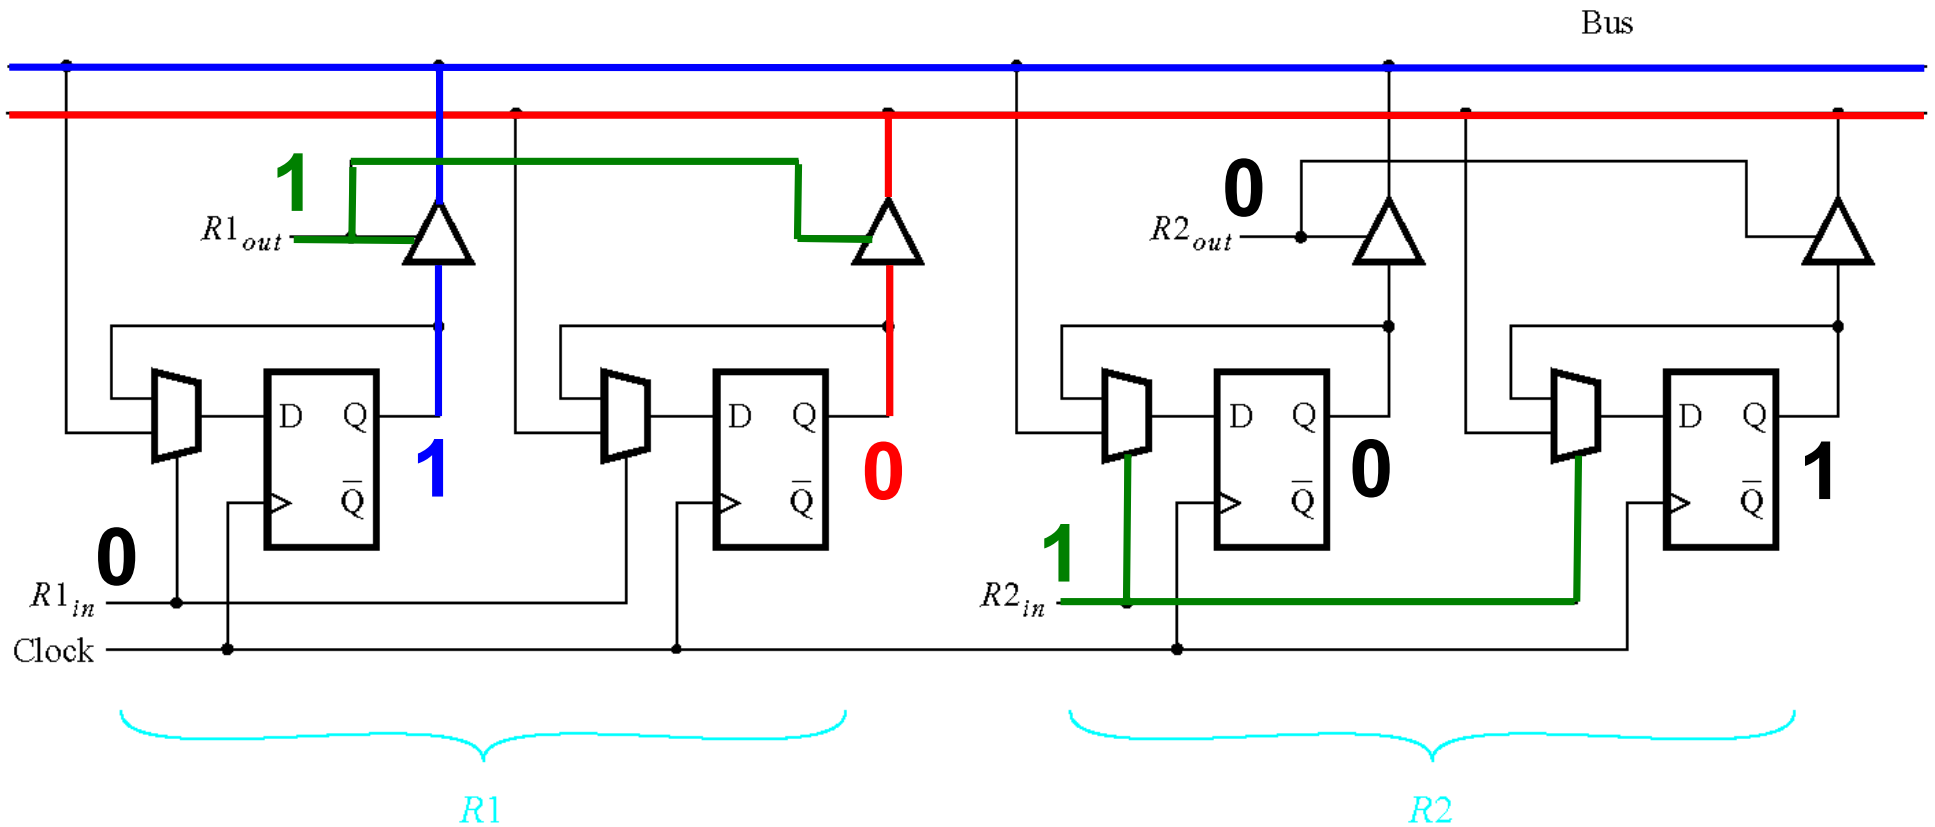 Bus
1
R1out
0
R2out
D Q
D Q
D Q
D Q
1
0
0
1
Q̅
Q̅
Q̅
Q̅
0
1
R1in
R2in
Clock
R1
R2